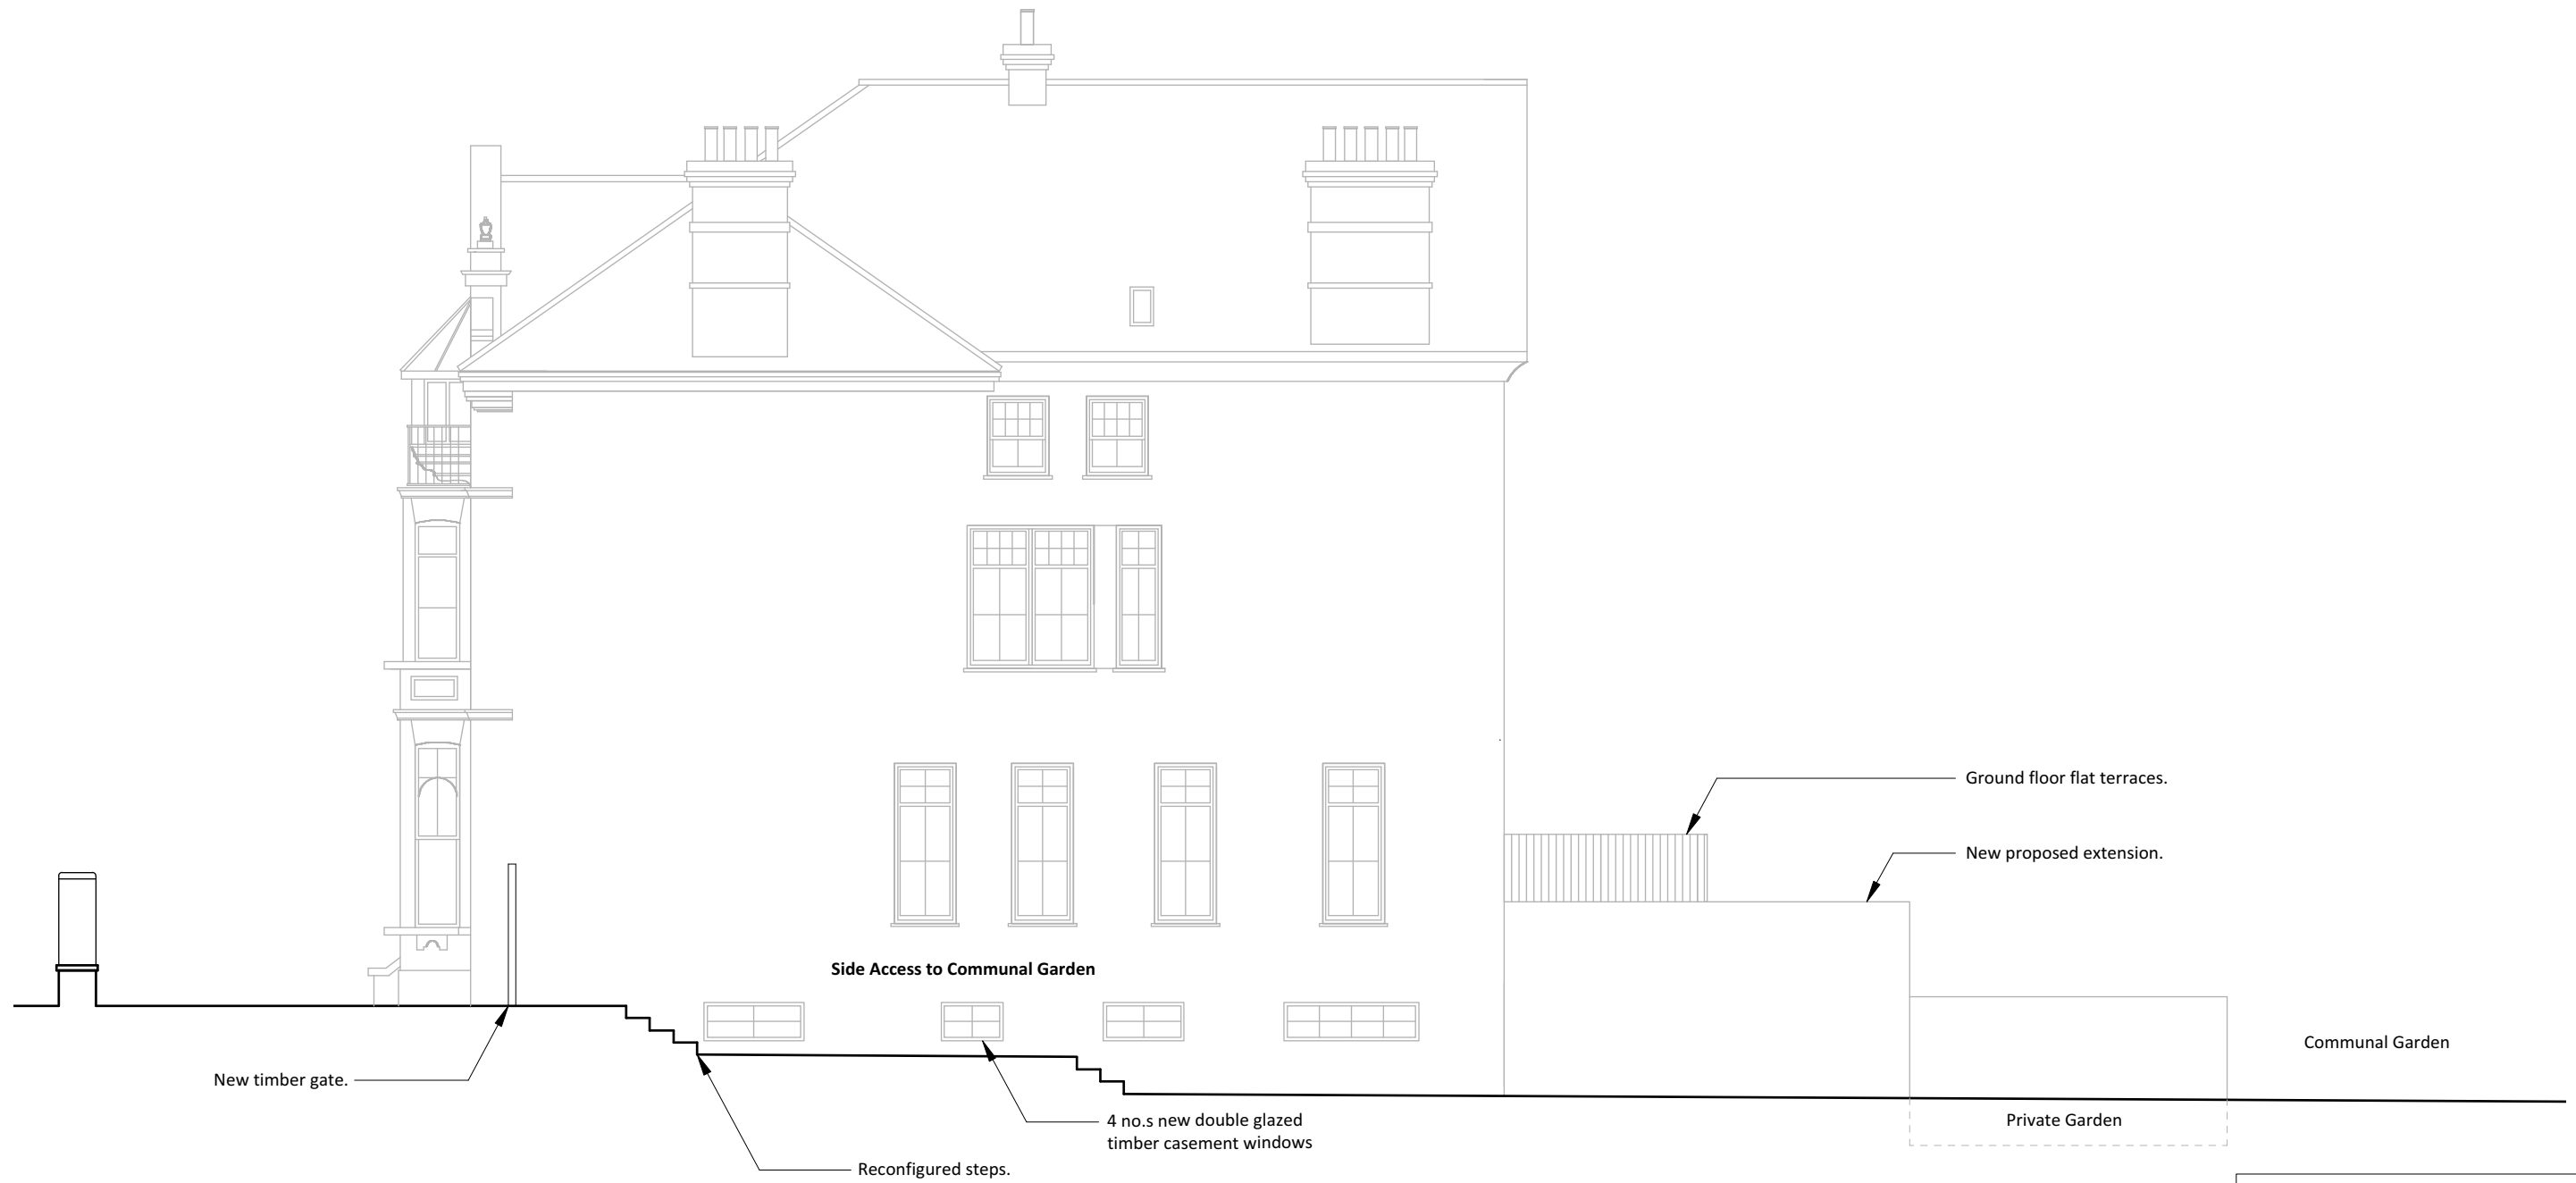 Ground floor flat terraces.
New proposed extension.
Side Access to Communal Garden
Communal Garden
New timber gate.
4 no.s new double glazed
timber casement windows
Private Garden
Reconfigured steps.